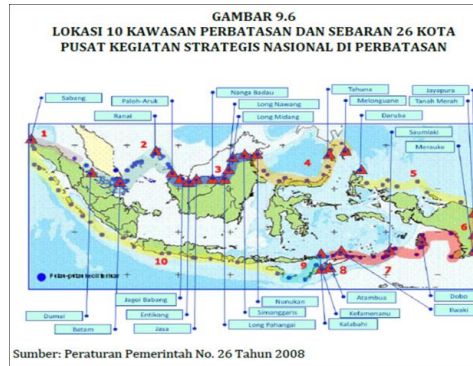 GAMBAR 9.6
LOKASI 10 KAWASAN PERBATASAN DAN SEBARAN 26 KOTA
PUSAT KEGIATAN STRATEGIS NASIONAL DI PERBATASAN
Sabang
Ranai
Paloh-Aruk
Nanga Badau
Long Nawang
Long Midang
Tahuna
Melonguane
Daruba
Jayapura
Tanah Merah
Saumlaki
Merauke
1
2
3
4
5
6
7
8
9
10
Dumai
Batam
Jagoi Babang
Entikong
Jasa
Nunukan
Simanggaris
Long Pahangai
Atambua
Kefamenanu
Kalabahi
Dobo
Ilwaki
Sumber: Peraturan Pemerintah No. 26 Tahun 2008